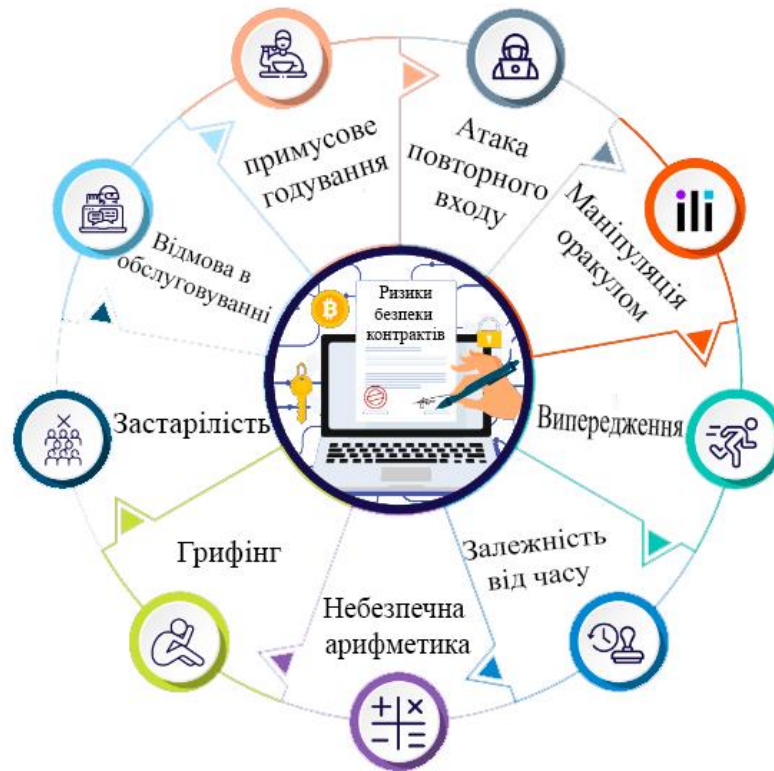 примусове
годування
Атака
повторного
входу
Маніпуляція
оракулом
Випередження
Залежність
від часу
Небезпечна
арифметика
Грифінг
Застарілість
Відмова в
обслуговуванні
Ризики
безпеки
контрактів